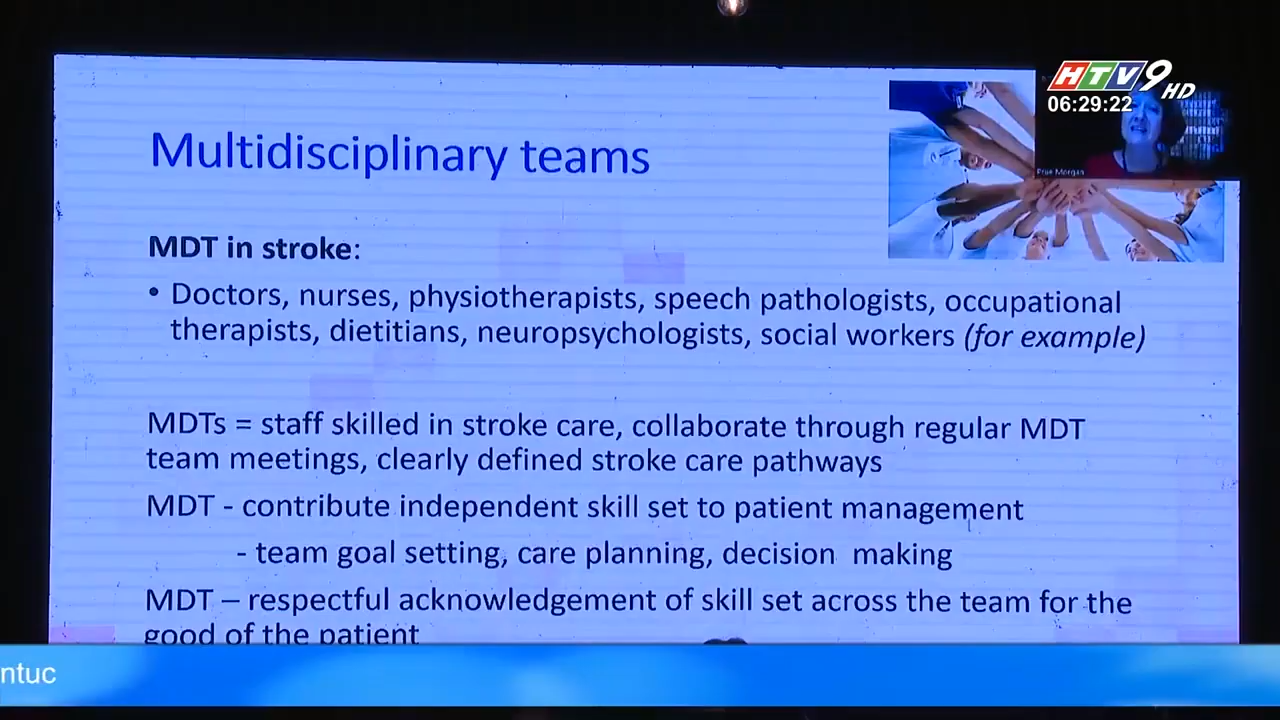 Multidisciplinary teams
HTV9 HD
06:29:22
Prue Morgan
MDT in stroke:
• Doctors, nurses, physiotherapists, speech pathologists, occupational
therapists, dietitians, neuropsychologists, social workers (for example)
MDTs = staff skilled in stroke care, collaborate through regular MDT
team meetings, clearly defined stroke care pathways
MDT - contribute independent skill set to patient management
- team goal setting, care planning, decision making
MDT – respectful acknowledgement of skill set across the team for the
good of the patient
ntuc